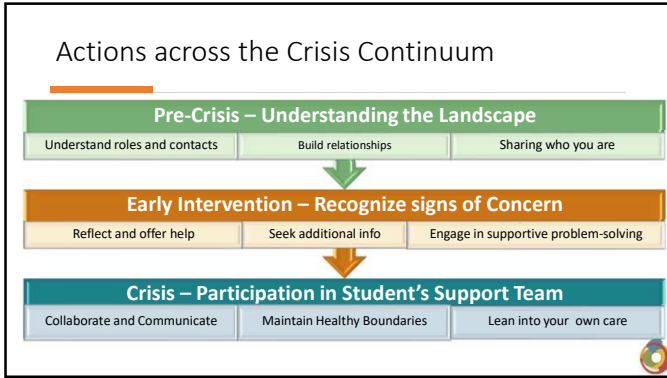 Actions across the Crisis Continuum
Pre-Crisis – Understanding the Landscape
Understand roles and contacts Build relationships Sharing who you are
Early Intervention – Recognize signs of Concern
Reflect and offer help Seek additional info Engage in supportive problem-solving
Crisis – Participation in Student’s Support Team
Collaborate and Communicate Maintain Healthy Boundaries Lean into your own care